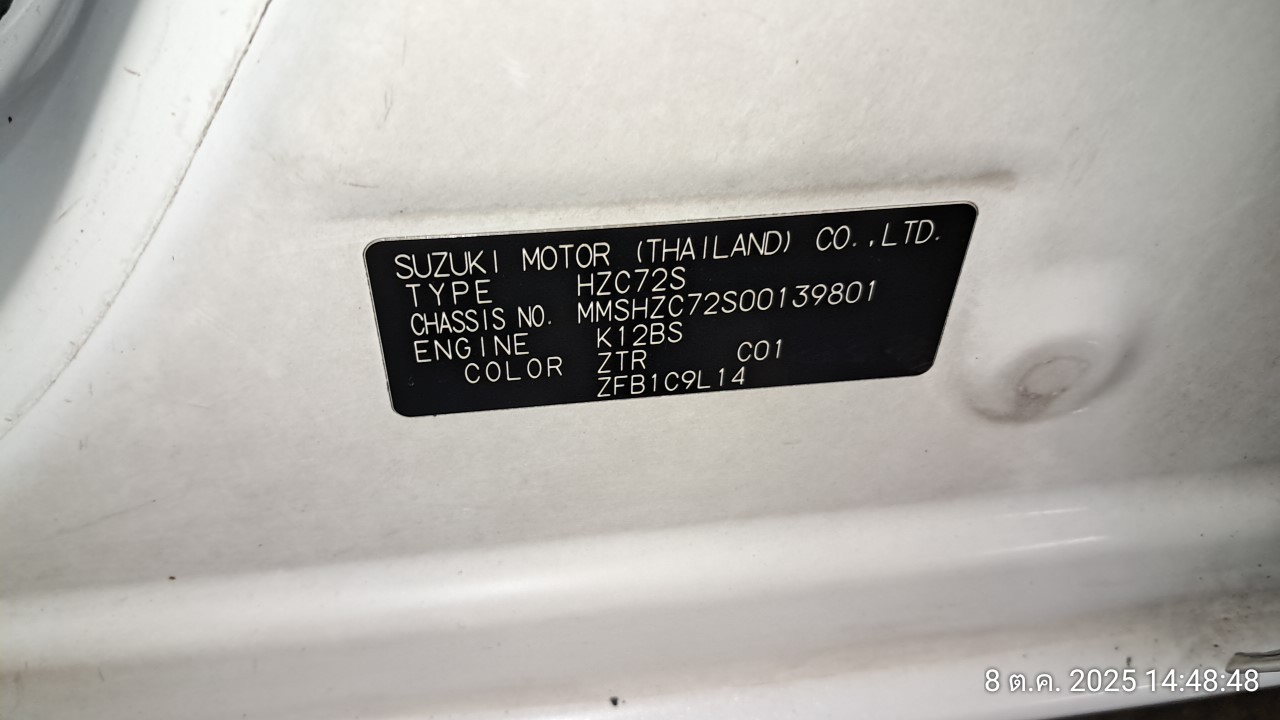 SUZUKI MOTOR (THAILAND) CO.,LTD.
TYPE HZC72S
CHASSIS NO. MMSHZC72S00139801
ENGINE K12BS
COLOR ZTR C01
ZFB1C9L14
8 ต.ค. 2025 14:48:48